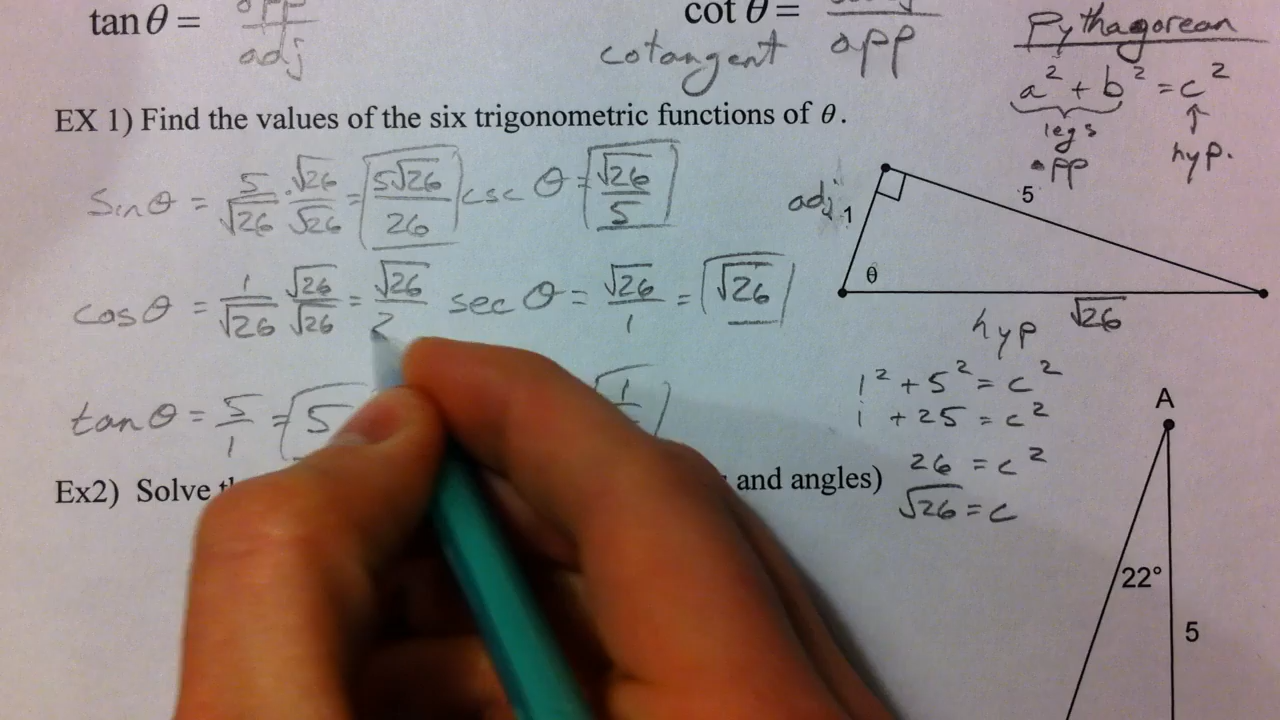 tan θ = opp/adj
cot θ = /opp
cotangent
Pythagorean
a² + b² = c²
legs
opp
hyp.
EX 1) Find the values of the six trigonometric functions of θ.
sin θ = 5/√26 · √26/√26 = 5√26/26 csc θ = √26/5
cos θ = 1/√26 √26/√26 = √26/2 sec θ = √26/1 = √26
tan θ = 5/1 = 5 1/
adj 1
5
θ
hyp √26
1² + 5² = c²
1 + 25 = c²
26 = c²
√26 = c
Ex2) Solve and angles)
A
22°
5